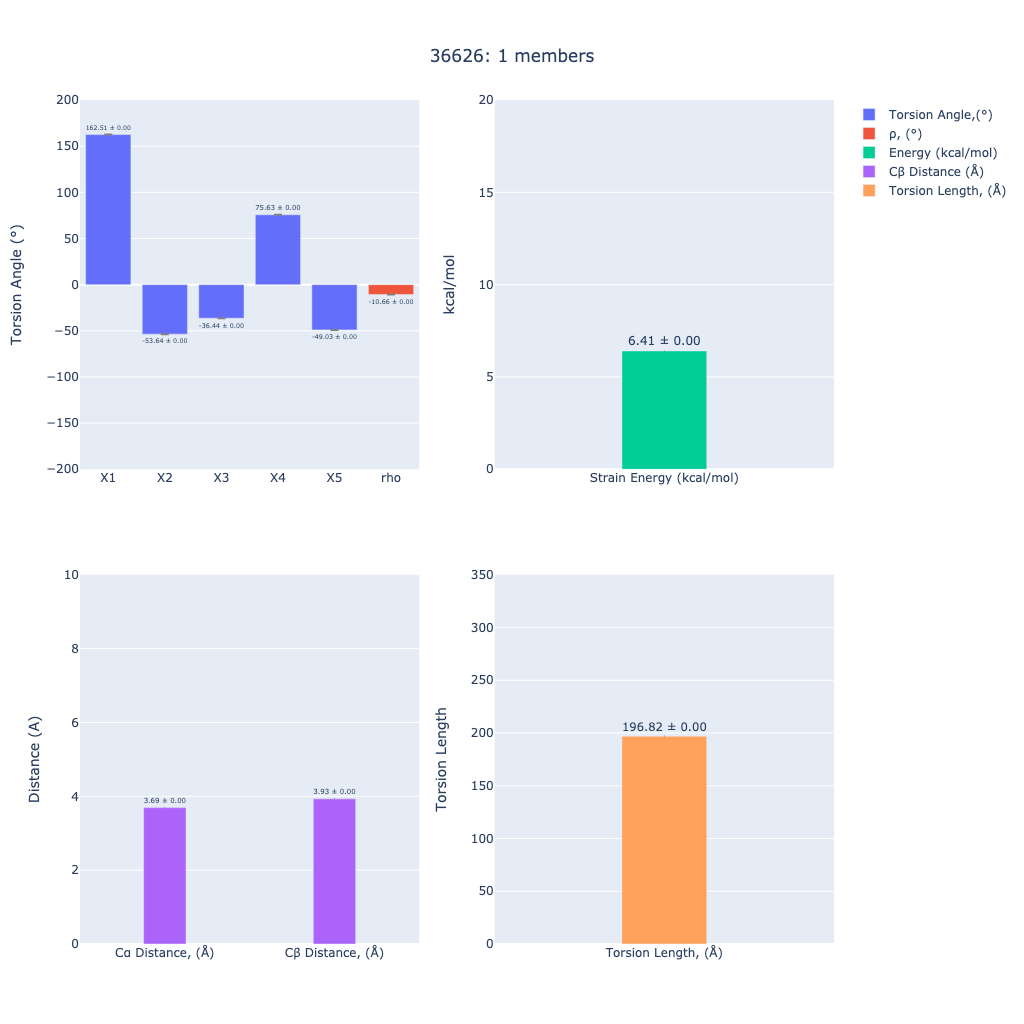 36626: 1 members
200
150
100
50
0
−50
−100
−150
−200
Torsion Angle (°)
162.51 ± 0.00
-53.64 ± 0.00
-36.44 ± 0.00
75.63 ± 0.00
-49.03 ± 0.00
-10.66 ± 0.00
X1 X2 X3 X4 X5 rho
20
15
10
5
0
kcal/mol
6.41 ± 0.00
Strain Energy (kcal/mol)
Torsion Angle,(°)
ρ, (°)
Energy (kcal/mol)
Cβ Distance (Å)
Torsion Length, (Å)
10
8
6
4
2
0
Distance (A)
3.69 ± 0.00
3.93 ± 0.00
Cα Distance, (Å) Cβ Distance, (Å)
350
300
250
200
150
100
50
0
Torsion Length
196.82 ± 0.00
Torsion Length, (Å)